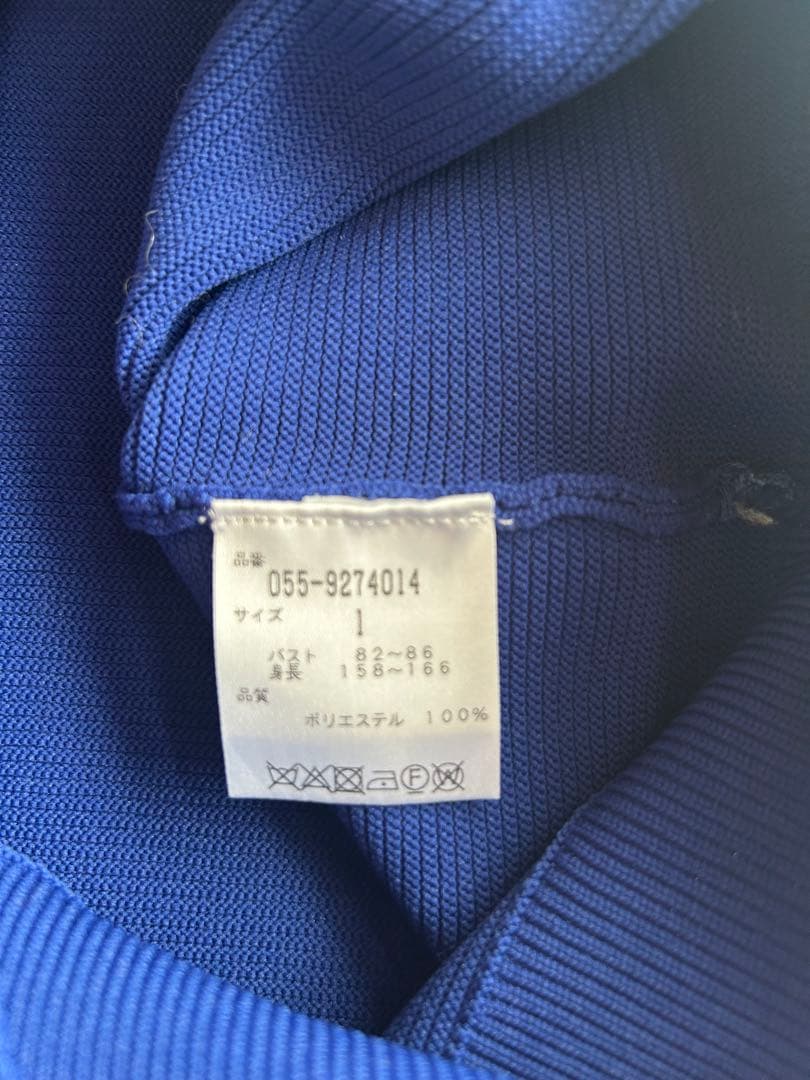 品番
055-9274014
サイズ
1
バスト 82~86
身長 158~166
品質
ポリエステル 100%
F W